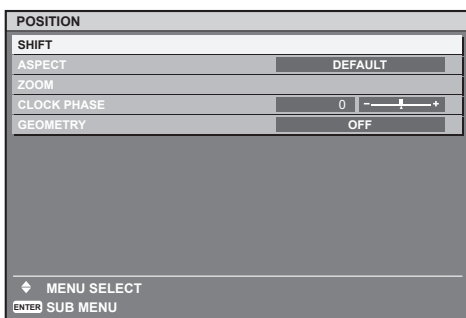 POSITION
SHIFT
ASPECT DEFAULT
ZOOM
CLOCK PHASE 0 - +
GEOMETRY OFF
MENU SELECT
ENTER SUB MENU